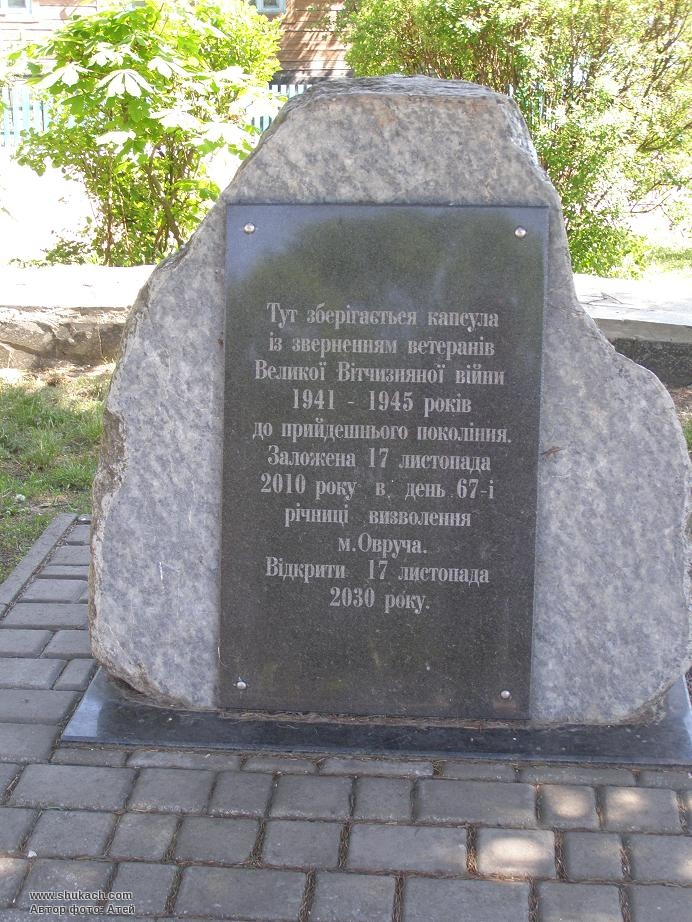 Тут зберігається капсула
із зверненням ветеранів
Великої Вітчизняної війни
1941 - 1945 років
до прийдешнього покоління.
Заложена 17 листопада
2010 року в день 67-і
річниці визволення
м.Овруча.
Відкрити 17 листопада
2030 року.
www.shukach.com
Автор фото: Атей